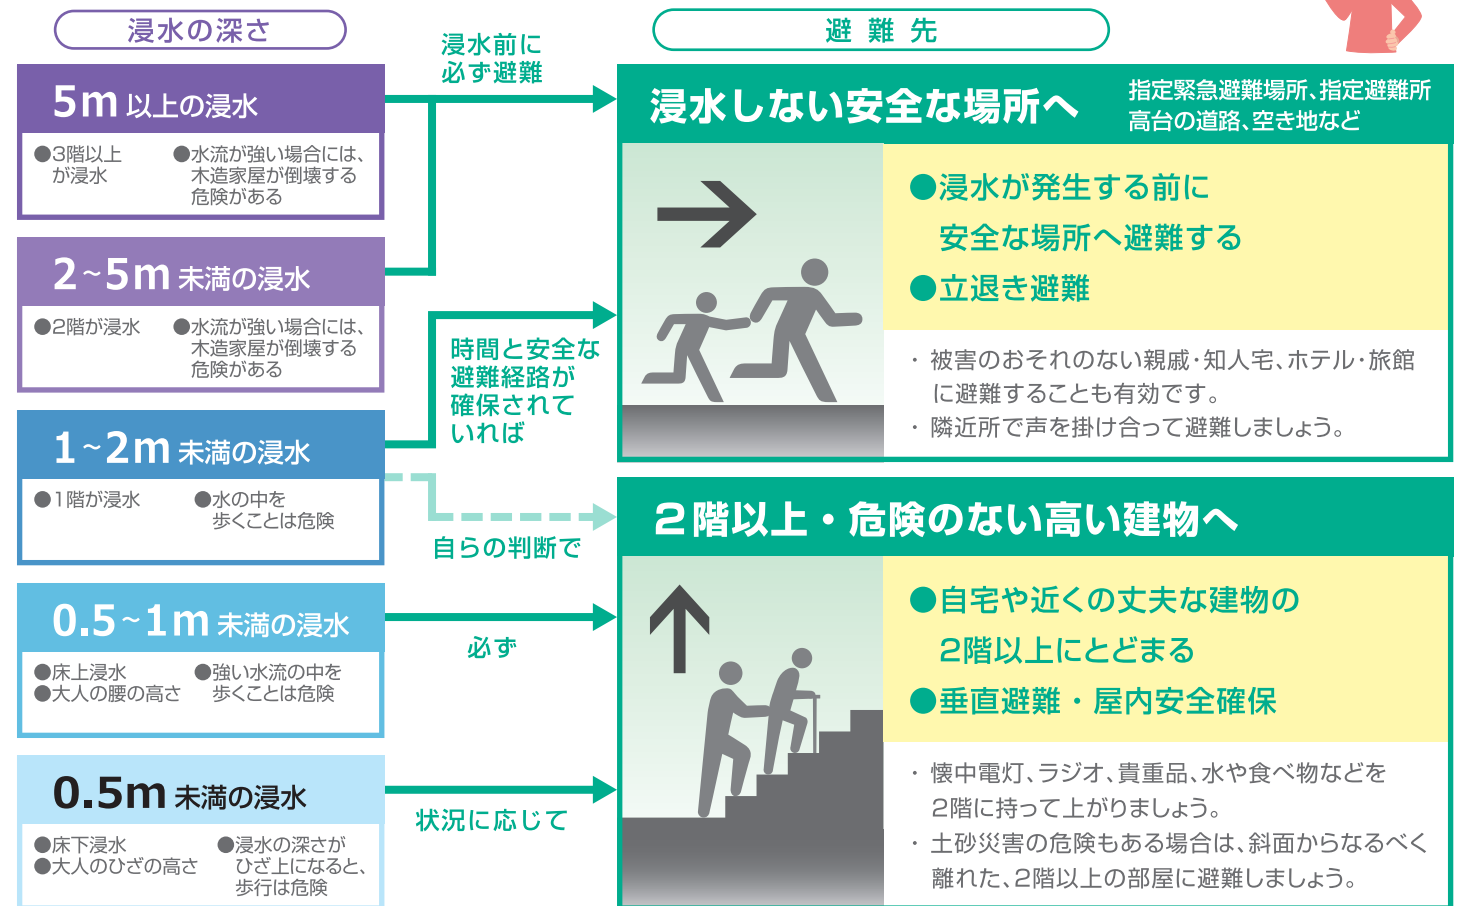 浸水の深さ
避難先
浸水前に
必ず避難
5m 以上の浸水
●3階以上
が浸水
●水流が強い場合には、
木造家屋が倒壊する
危険がある
2~5m 未満の浸水
●2階が浸水
●水流が強い場合には、
木造家屋が倒壊する
危険がある
時間と安全な
避難経路が
確保されて
いれば
1~2m 未満の浸水
●1階が浸水
●水の中を
歩くことは危険
自らの判断で
0.5~1m 未満の浸水
●床上浸水
●大人の腰の高さ
●強い水流の中を
歩くことは危険
必ず
0.5m 未満の浸水
●床下浸水
●大人のひざの高さ
●浸水の深さが
ひざ上になると、
歩行は危険
状況に応じて
浸水しない安全な場所へ
指定緊急避難場所、指定避難所
高台の道路、空き地など
●浸水が発生する前に
安全な場所へ避難する
●立退き避難
・被害のおそれのない親戚・知人宅、ホテル・旅館
に避難することも有効です。
・隣近所で声を掛け合って避難しましょう。
2階以上・危険のない高い建物へ
●自宅や近くの丈夫な建物の
2階以上にとどまる
●垂直避難・屋内安全確保
・懐中電灯、ラジオ、貴重品、水や食べ物などを
2階に持って上がりましょう。
・土砂災害の危険もある場合は、斜面からなるべく
離れた、2階以上の部屋に避難しましょう。